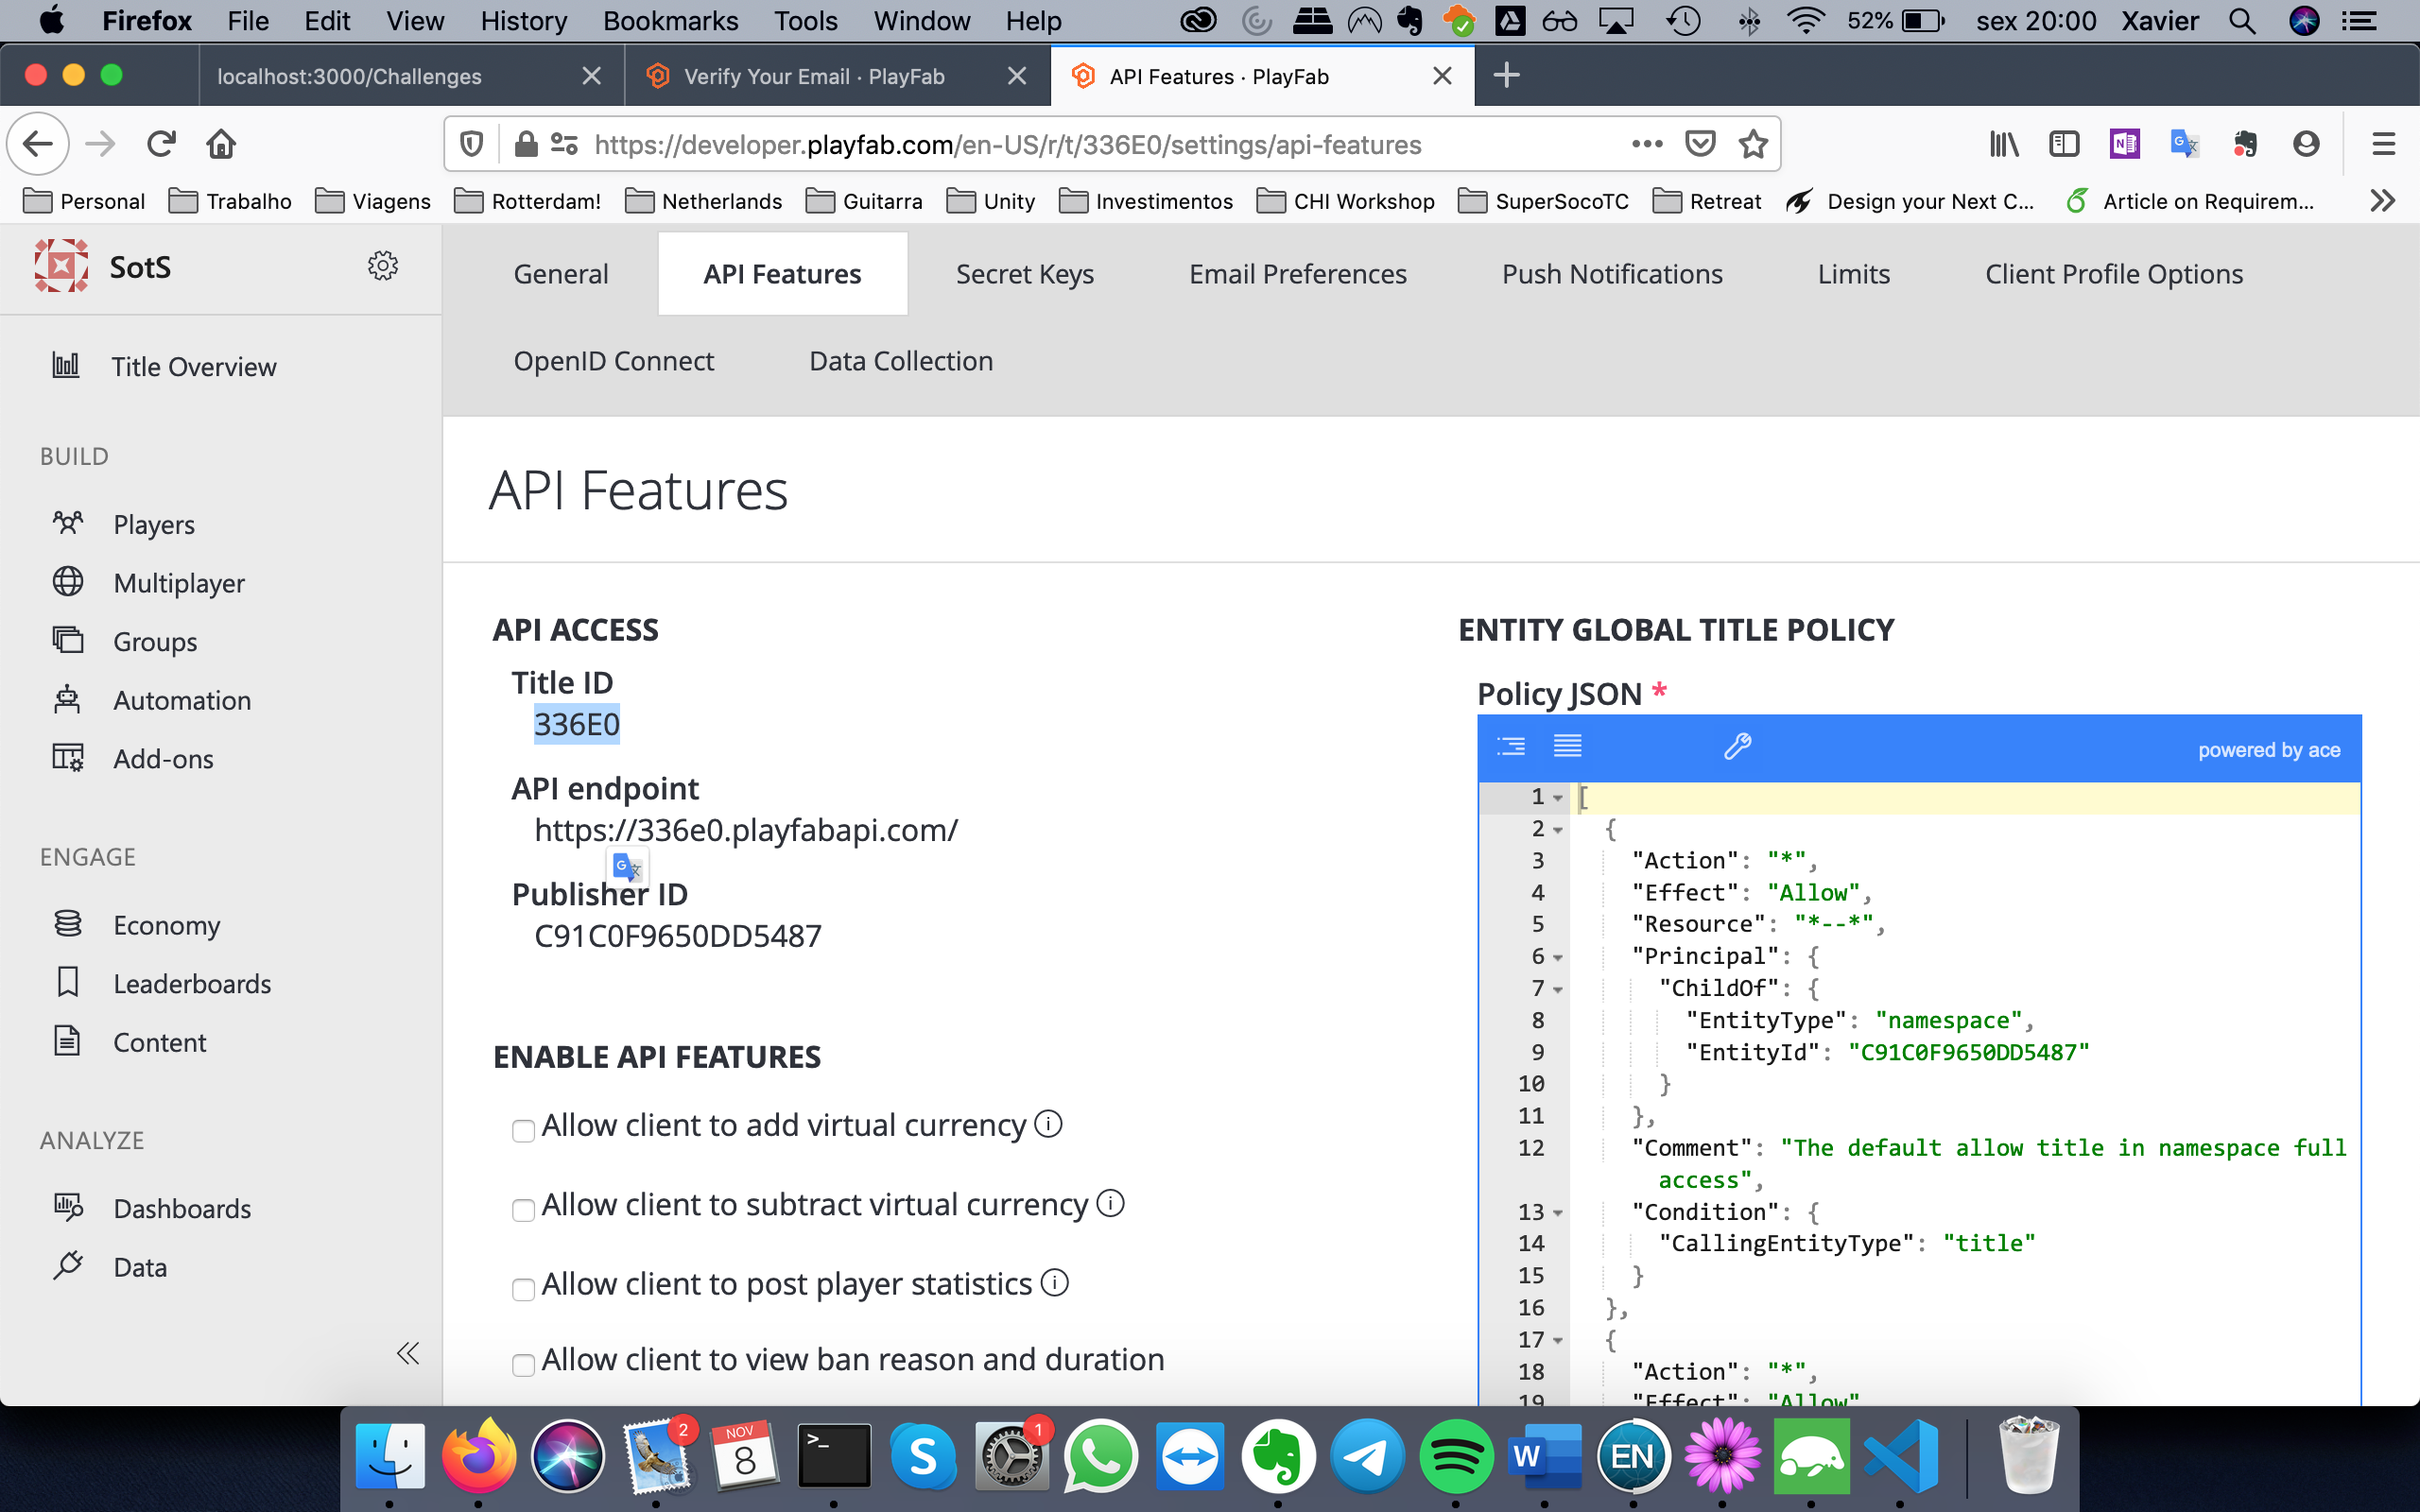 Firefox File Edit View History Bookmarks Tools Window Help 52% sex 20:00 Xavier
localhost:3000/Challenges Verify Your Email · PlayFab API Features · PlayFab
https://developer.playfab.com/en-US/r/t/336E0/settings/api-features
Personal Trabalho Viagens Rotterdam! Netherlands Guitarra Unity Investimentos CHI Workshop SuperSocoTC Retreat Design your Next C... Article on Requirem...
SotS
Title Overview
BUILD
Players
Multiplayer
Groups
Automation
Add-ons
ENGAGE
Economy
Leaderboards
Content
ANALYZE
Dashboards
Data
General API Features Secret Keys Email Preferences Push Notifications Limits Client Profile Options
OpenID Connect Data Collection
API Features
API ACCESS
Title ID
336E0
API endpoint
https://336e0.playfabapi.com/
Publisher ID
C91C0F9650DD5487
ENABLE API FEATURES
Allow client to add virtual currency
Allow client to subtract virtual currency
Allow client to post player statistics
Allow client to view ban reason and duration
ENTITY GLOBAL TITLE POLICY
Policy JSON *
powered by ace
1 [
2 {
3 "Action": "*",
4 "Effect": "Allow",
5 "Resource": "*--*",
6 "Principal": {
7 "ChildOf": {
8 "EntityType": "namespace",
9 "EntityId": "C91C0F9650DD5487"
10 }
11 },
12 "Comment": "The default allow title in namespace full
access",
13 "Condition": {
14 "CallingEntityType": "title"
15 }
16 },
17 {
18 "Action": "*",
19 "Effect": "Allow"
2 NOV 8 >_ S 1 W EN